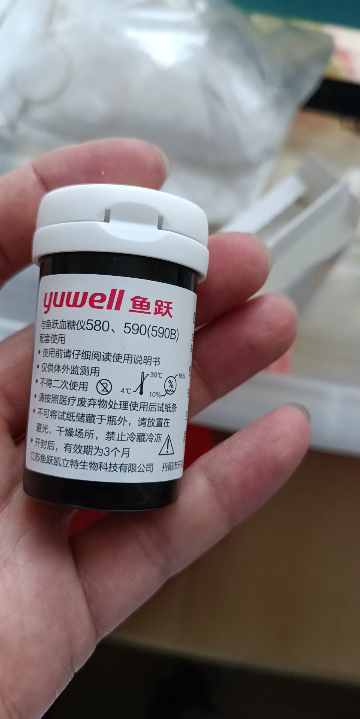 yuwell 鱼跃
与鱼跃血糖仪580、590(590B)
配套使用
• 使用前请仔细阅读使用说明书
• 仅供体外监测用
• 不得二次使用 4℃ 30℃ 10%
• 请按照医疗废弃物处理使用后试纸条
• 不可将试纸储藏于瓶外，请放置在
避光、干燥场所，禁止冷藏冷冻
• 开封后，有效期为3个月
江苏鱼跃凯立特生物科技有限公司 丹阳市